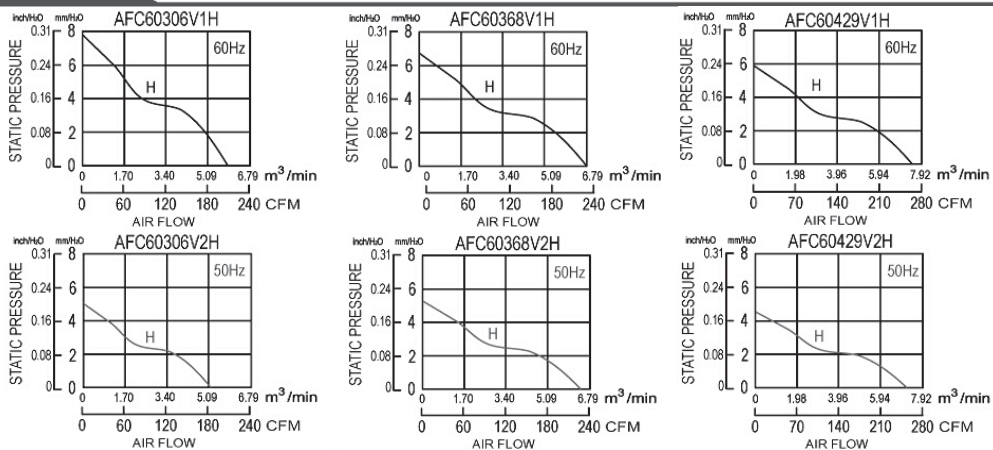 AFC60306V1H
inch/H₂O mm/H₂O
STATIC PRESSURE
0.31 8
0.24 6
0.16 4
0.08 2
0 0
60Hz
H
1.70 3.40 5.09 6.79 m³/min
0 60 120 180 240 CFM
AIR FLOW
AFC60368V1H
inch/H₂O mm/H₂O
STATIC PRESSURE
0.31 8
0.24 6
0.16 4
0.08 2
0 0
60Hz
H
1.70 3.40 5.09 6.79 m³/min
0 60 120 180 240 CFM
AIR FLOW
AFC60429V1H
inch/H₂O mm/H₂O
STATIC PRESSURE
0.31 8
0.24 6
0.16 4
0.08 2
0 0
60Hz
H
0 1.98 3.96 5.94 7.92 m³/min
0 70 140 210 280 CFM
AIR FLOW
AFC60306V2H
inch/H₂O mm/H₂O
STATIC PRESSURE
0.31 8
0.24 6
0.16 4
0.08 2
0 0
50Hz
H
1.70 3.40 5.09 6.79 m³/min
0 60 120 180 240 CFM
AIR FLOW
AFC60368V2H
inch/H₂O mm/H₂O
STATIC PRESSURE
0.31 8
0.24 6
0.16 4
0.08 2
0 0
50Hz
H
1.70 3.40 5.09 6.79 m³/min
0 60 120 180 240 CFM
AIR FLOW
AFC60429V2H
inch/H₂O mm/H₂O
STATIC PRESSURE
0.31 8
0.24 6
0.16 4
0.08 2
0 0
50Hz
H
0 1.98 3.96 5.94 7.92 m³/min
0 70 140 210 280 CFM
AIR FLOW